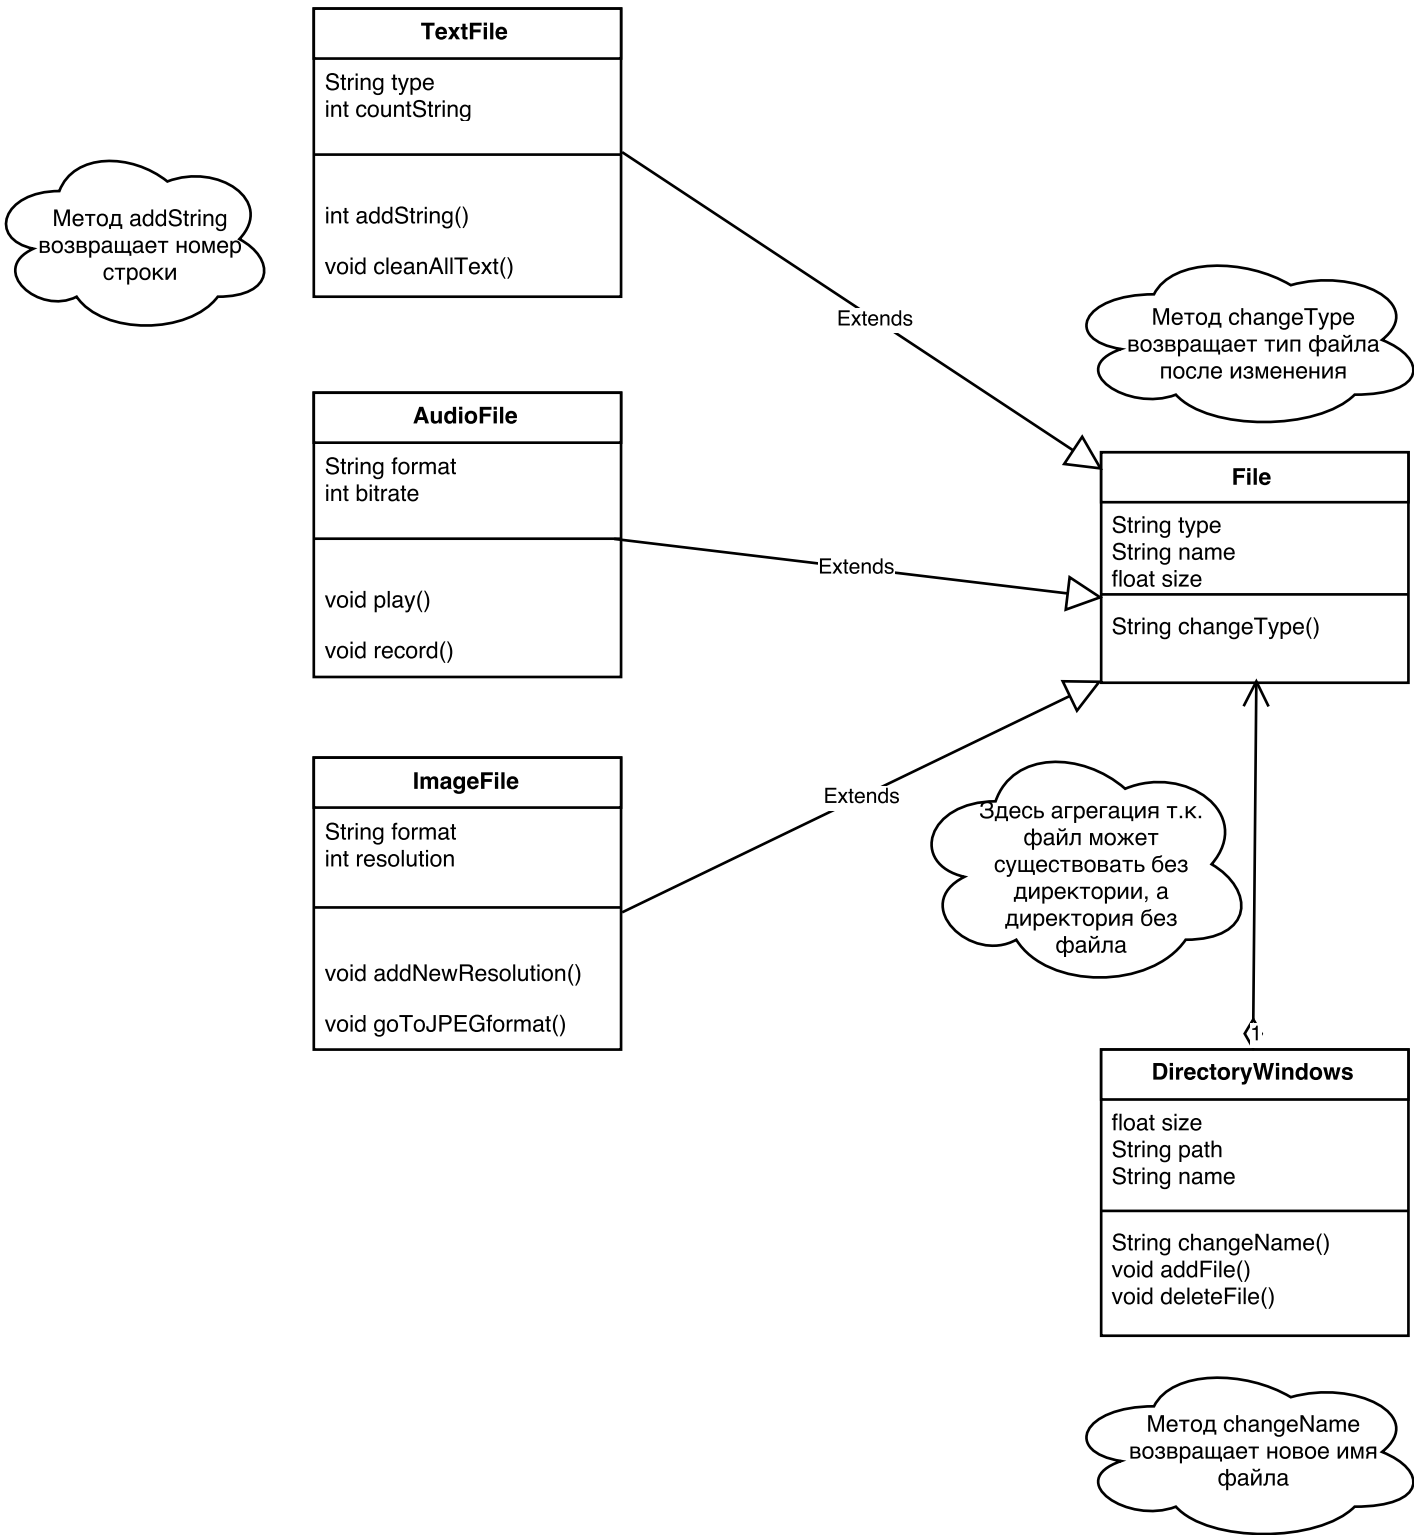 TextFile
String type
int countString
int addString()
void cleanAllText()
Метод addString
возвращает номер
строки
Extends
Метод changeType
возвращает тип файла
после изменения
AudioFile
String format
int bitrate
void play()
void record()
Extends
File
String type
String name
float size
String changeType()
ImageFile
String format
int resolution
void addNewResolution()
void goToJPEGformat()
Extends
Здесь агрегация т.к.
файл может
существовать без
директории, а
директория без
файла
1
DirectoryWindows
float size
String path
String name
String changeName()
void addFile()
void deleteFile()
Метод changeName
возвращает новое имя
файла